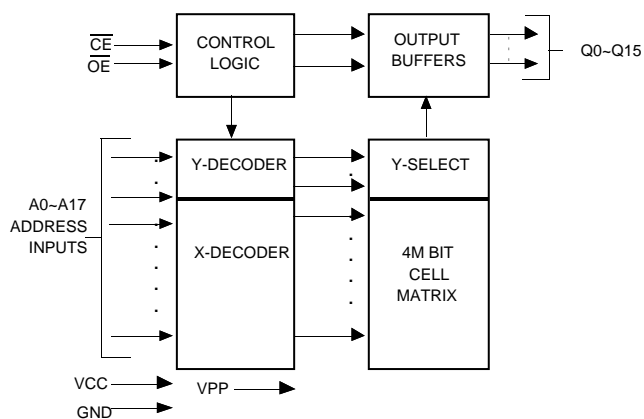 CE
OE
CONTROL
LOGIC
OUTPUT
BUFFERS
Q0~Q15
A0~A17
ADDRESS
INPUTS
Y-DECODER
Y-SELECT
X-DECODER
4M BIT
CELL
MATRIX
VCC
GND
VPP